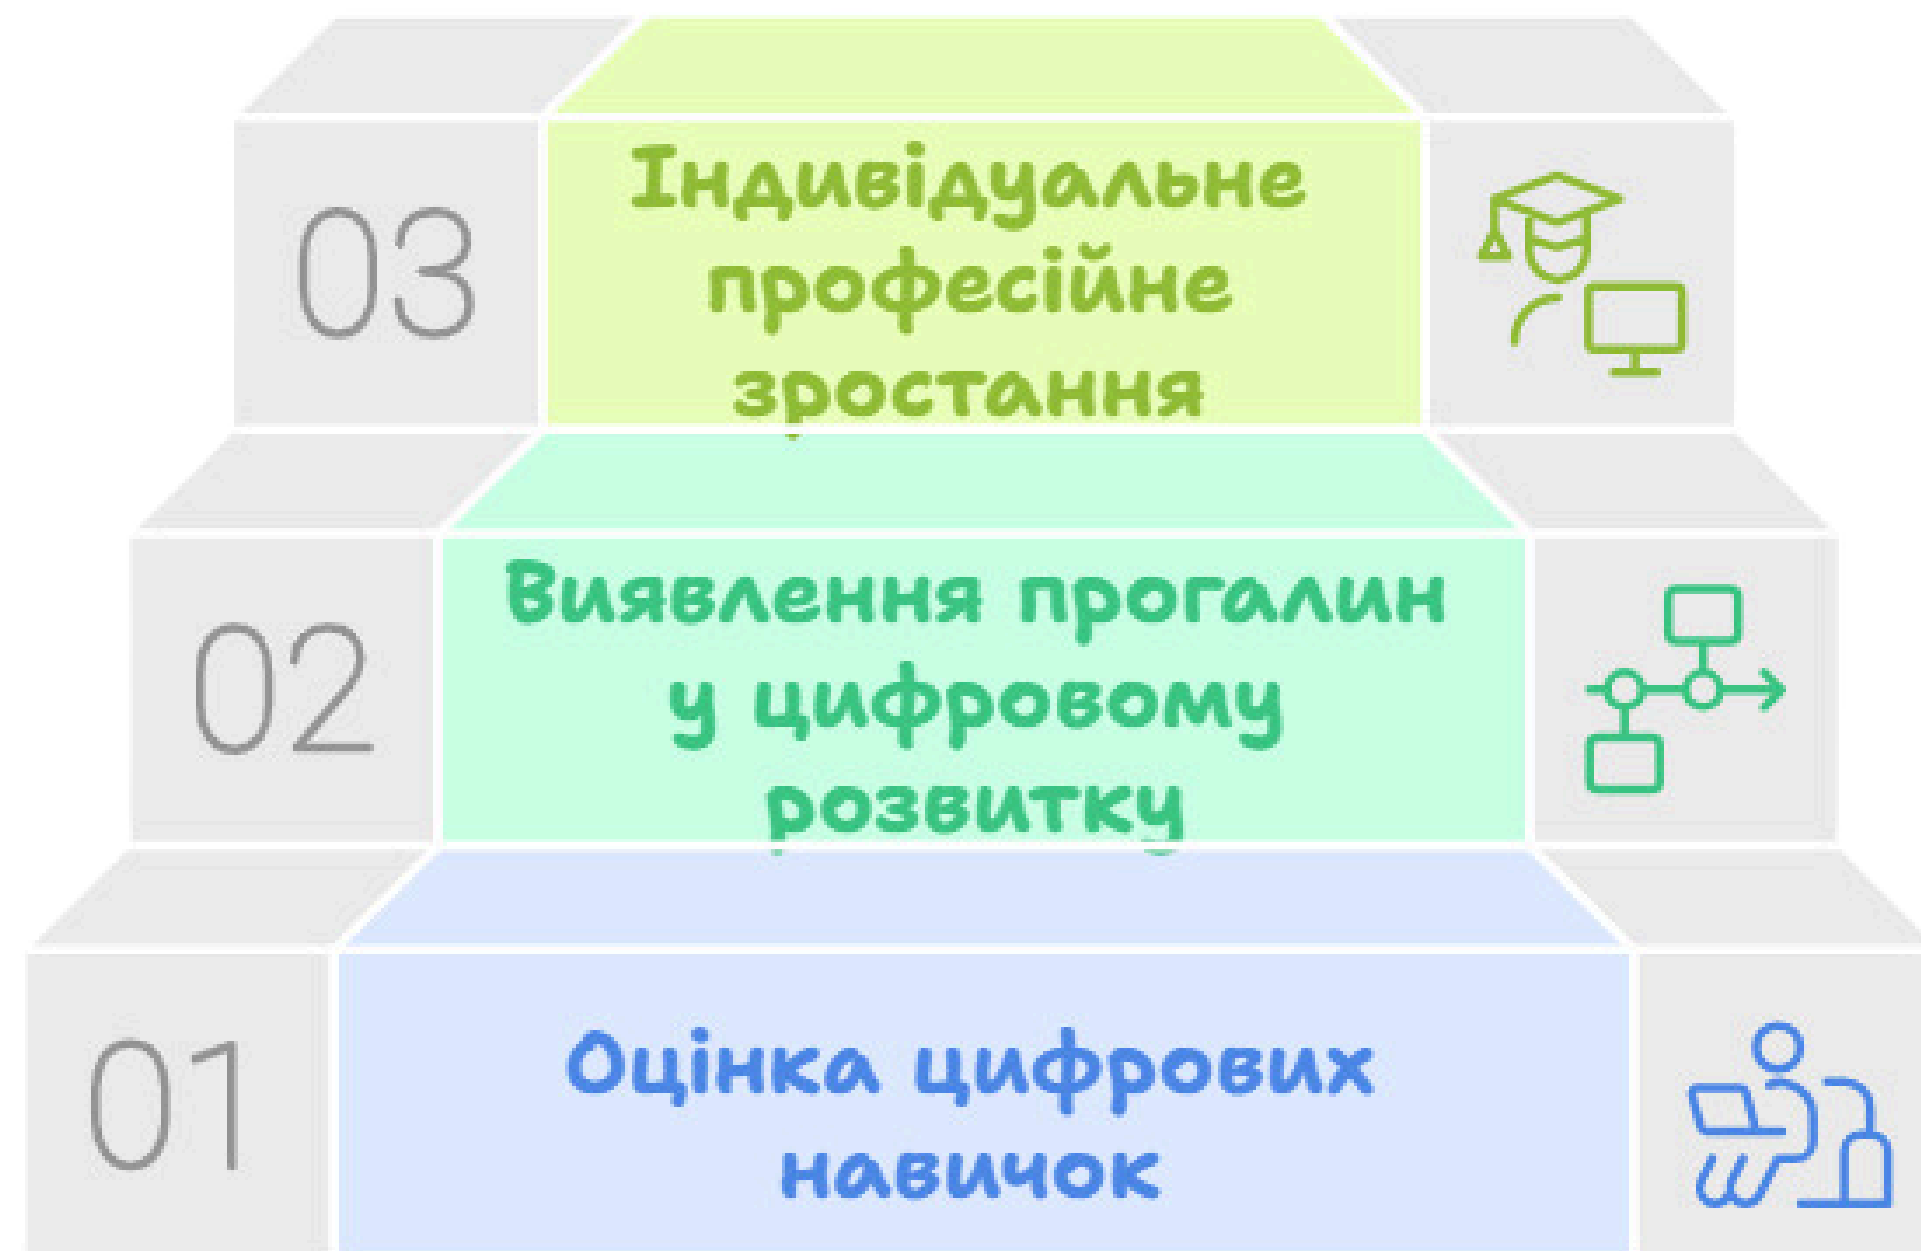 03
Індивідуальне
професійне
зростання
02
Виявлення прогалин
у цифровому
розвитку
01
Оцінка цифрових
навичок